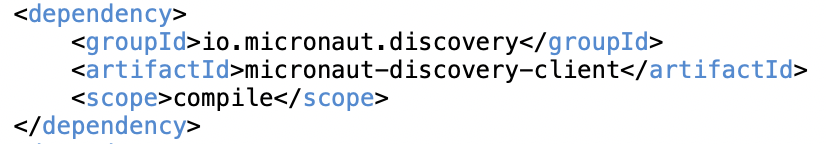 <dependency>
    <groupId>io.micronaut.discovery</groupId>
    <artifactId>micronaut-discovery-client</artifactId>
    <scope>compile</scope>
</dependency>